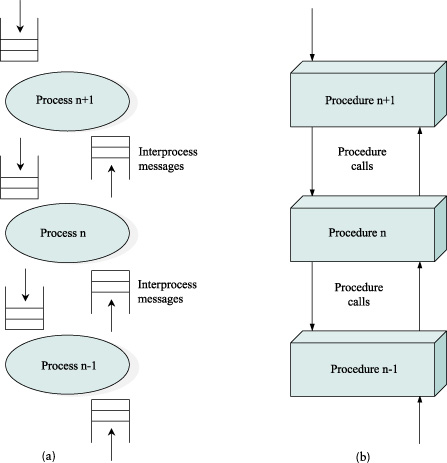 Process n+1
Interprocess
messages
Process n
Interprocess
messages
Process n-1
(a)
Procedure n+1
Procedure
calls
Procedure n
Procedure
calls
Procedure n-1
(b)